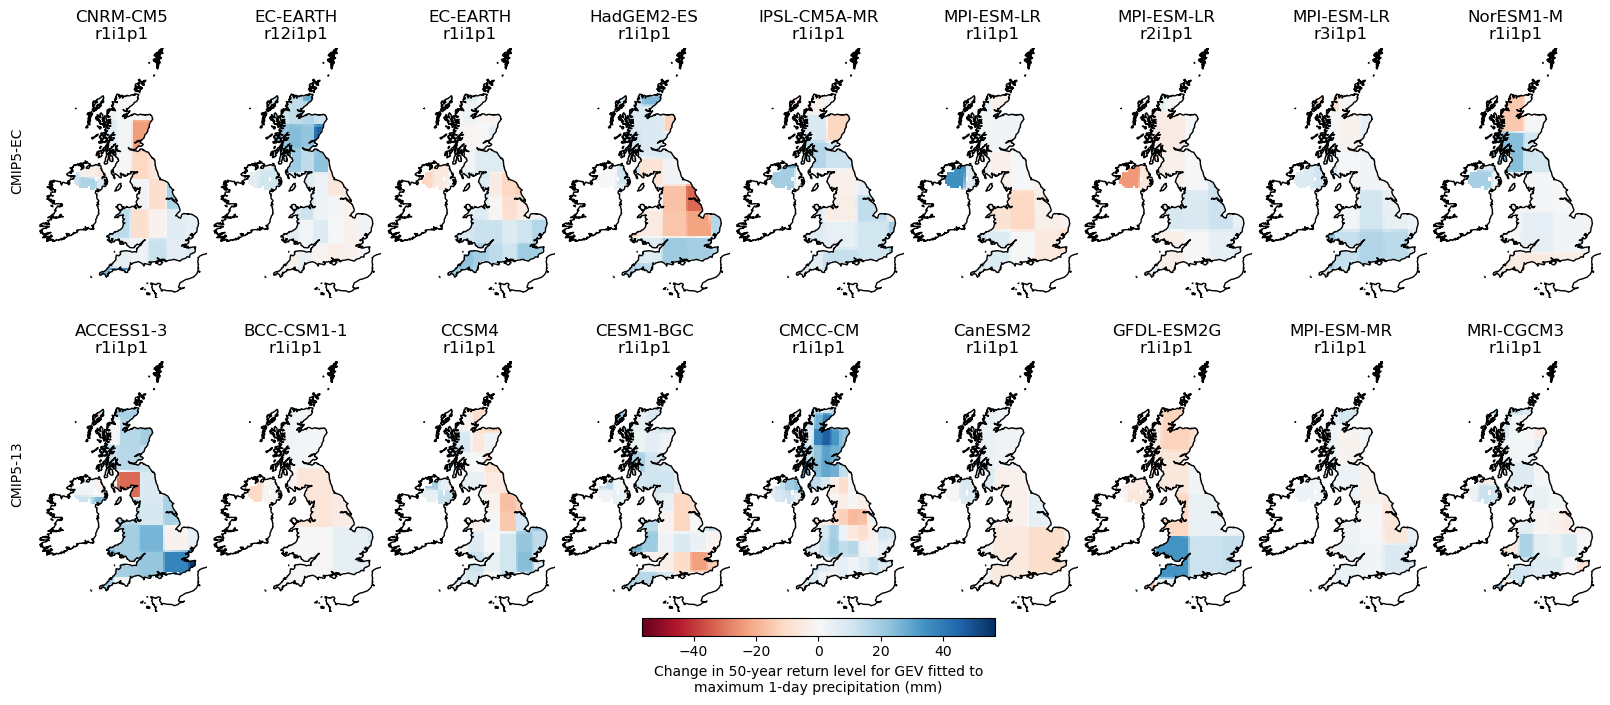 CNRM-CM5
r1i1p1
EC-EARTH
r12i1p1
EC-EARTH
r1i1p1
HadGEM2-ES
r1i1p1
IPSL-CM5A-MR
r1i1p1
MPI-ESM-LR
r1i1p1
MPI-ESM-LR
r2i1p1
MPI-ESM-LR
r3i1p1
NorESM1-M
r1i1p1
CMIP5-EC
ACCESS1-3
r1i1p1
BCC-CSM1-1
r1i1p1
CCSM4
r1i1p1
CESM1-BGC
r1i1p1
CMCC-CM
r1i1p1
CanESM2
r1i1p1
GFDL-ESM2G
r1i1p1
MPI-ESM-MR
r1i1p1
MRI-CGCM3
r1i1p1
CMIP5-13
−40 −20 0 20 40
Change in 50-year return level for GEV fitted to
maximum 1-day precipitation (mm)